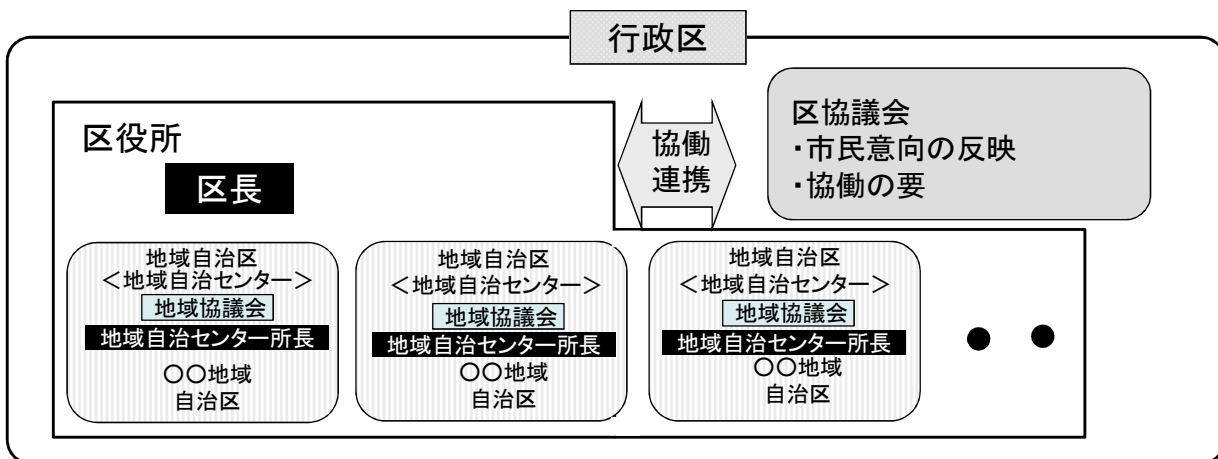 行政区
区役所
区長
協働
連携
区協議会
・市民意向の反映
・協働の要
地域自治区
＜地域自治センター＞
地域協議会
地域自治センター所長
〇〇地域
自治区
地域自治区
＜地域自治センター＞
地域協議会
地域自治センター所長
〇〇地域
自治区
地域自治区
＜地域自治センター＞
地域協議会
地域自治センター所長
〇〇地域
自治区